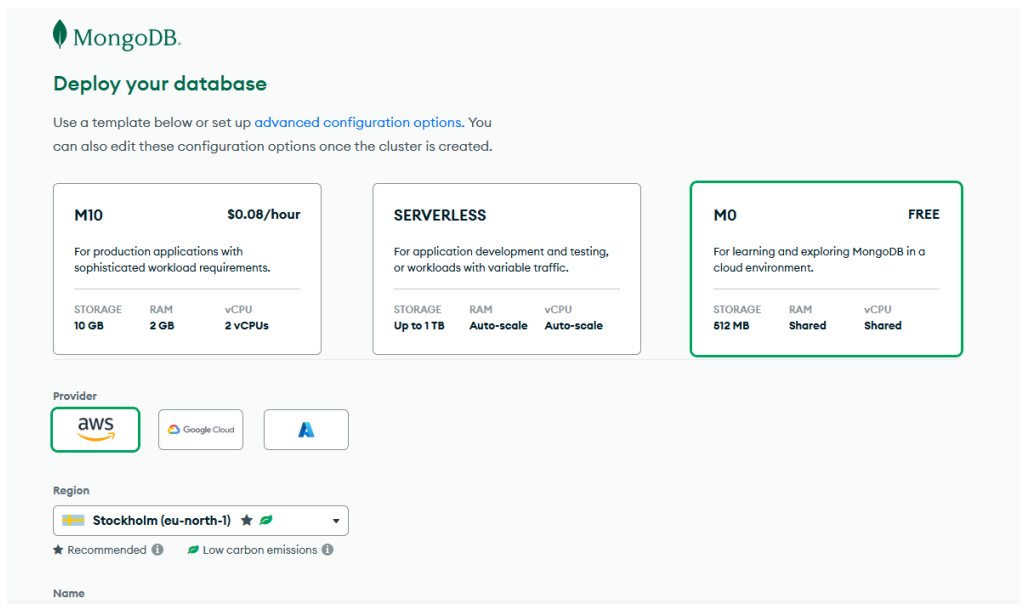 MongoDB.
Deploy your database
Use a template below or set up advanced configuration options. You
can also edit these configuration options once the cluster is created.
M10 $0.08/hour
For production applications with
sophisticated workload requirements.
STORAGE RAM vCPU
10 GB 2 GB 2 vCPUs
SERVERLESS
For application development and testing,
or workloads with variable traffic.
STORAGE RAM vCPU
Up to 1 TB Auto-scale Auto-scale
M0 FREE
For learning and exploring MongoDB in a
cloud environment.
STORAGE RAM vCPU
512 MB Shared Shared
Provider
aws
Google Cloud
Region
Stockholm (eu-north-1)
Recommended
Low carbon emissions
Name